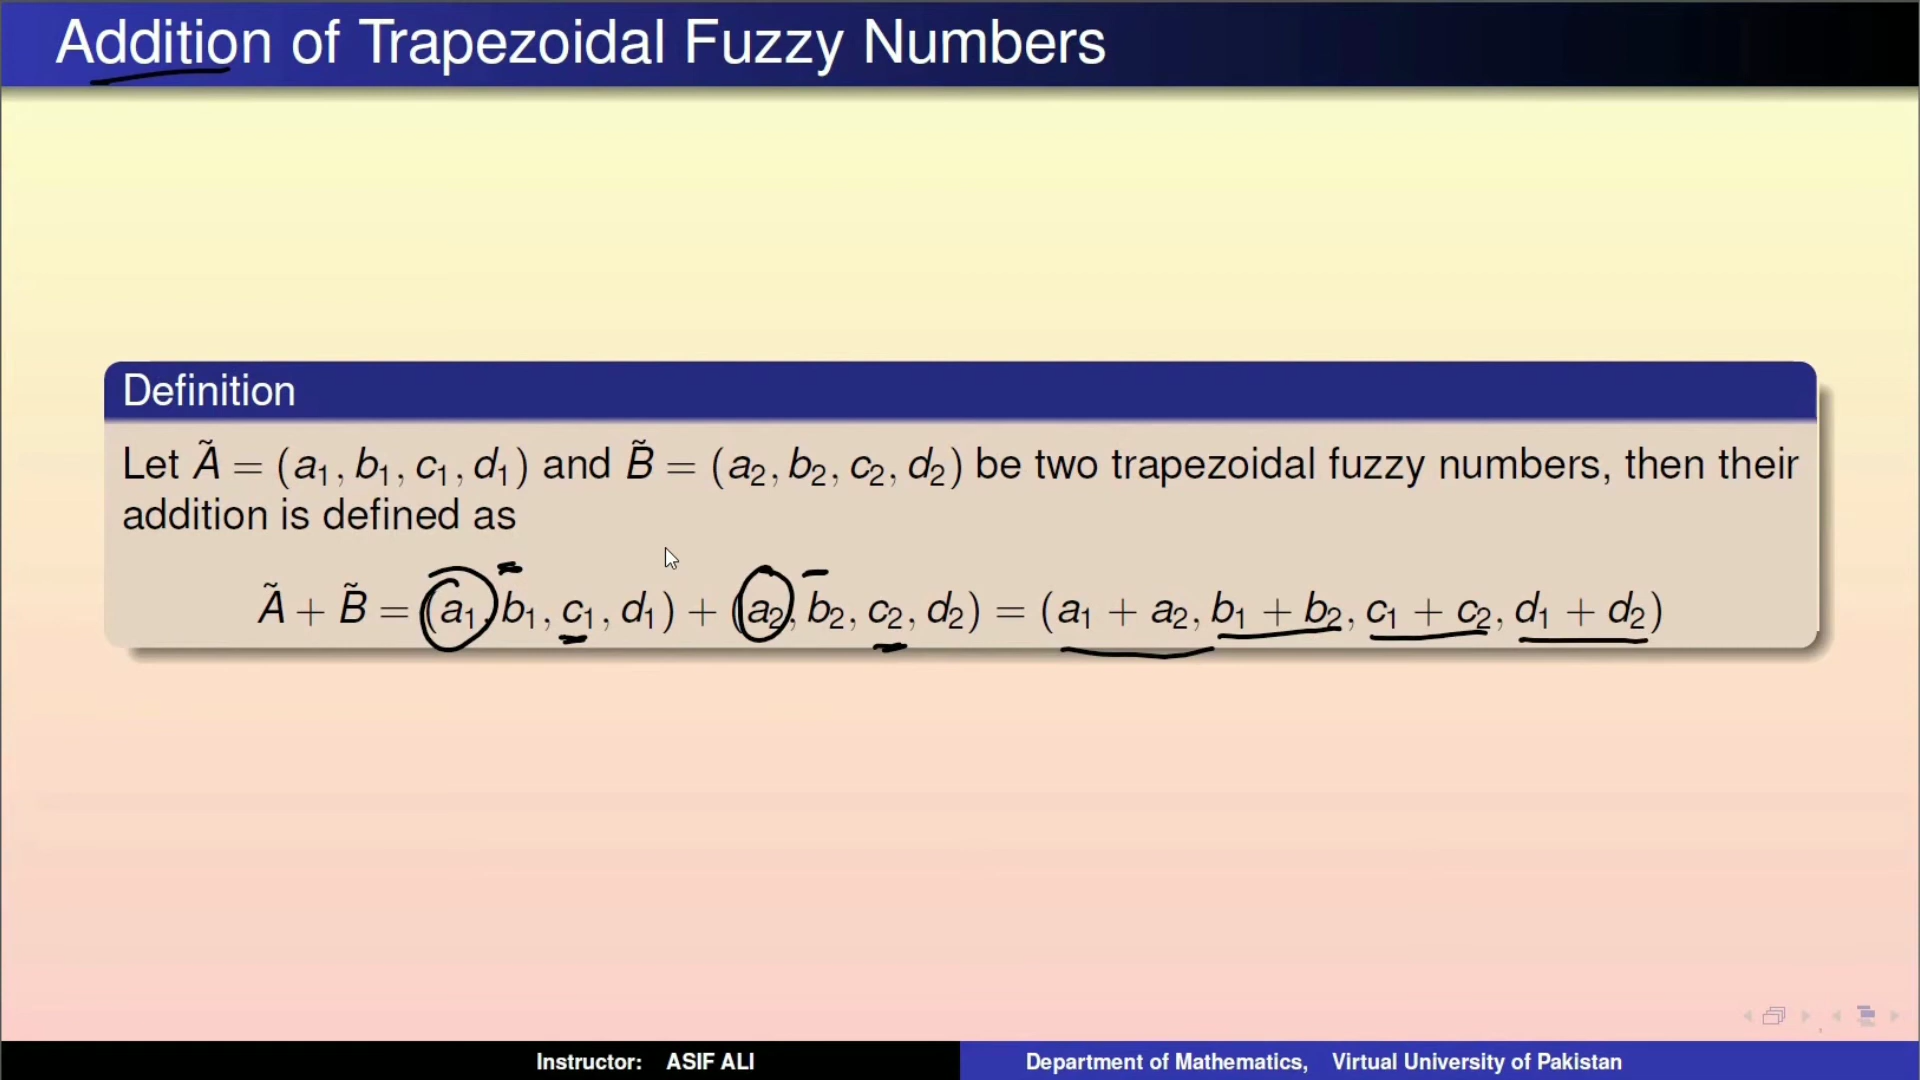 Addition of Trapezoidal Fuzzy Numbers
Definition
Let Ã = (a₁, b₁, c₁, d₁) and B̃ = (a₂, b₂, c₂, d₂) be two trapezoidal fuzzy numbers, then their
addition is defined as
Ã + B̃ = (a₁, b₁, c₁, d₁) + (a₂, b₂, c₂, d₂) = (a₁ + a₂, b₁ + b₂, c₁ + c₂, d₁ + d₂)
Instructor: ASIF ALI
Department of Mathematics, Virtual University of Pakistan